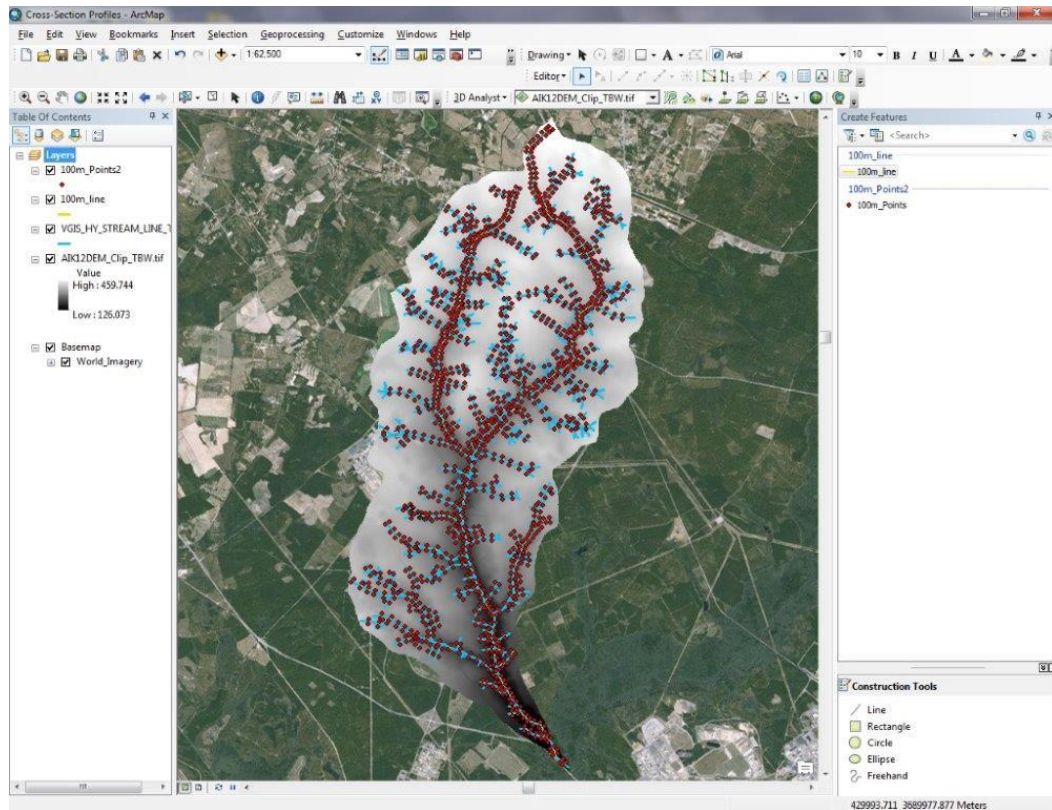 Cross-Section Profiles - ArcMap
File Edit View Bookmarks Insert Selection Geoprocessing Customize Windows Help
1:62,500
Drawing
Arial
10
B I U A
Editor
3D Analyst
AIK12DEM_Clip_TBW.tif
Table Of Contents
Layers
100m_Points2
100m_line
VGIS_HY_STREAM_LINE_T
AIK12DEM_Clip_TBW.tif
Value
High : 459.744
Low : 126.073
Basemap
World_Imagery
Create Features
<Search>
100m_line
100m_line
100m_Points2
100m_Points
Construction Tools
Line
Rectangle
Circle
Ellipse
Freehand
429993.711 3689977.877 Meters